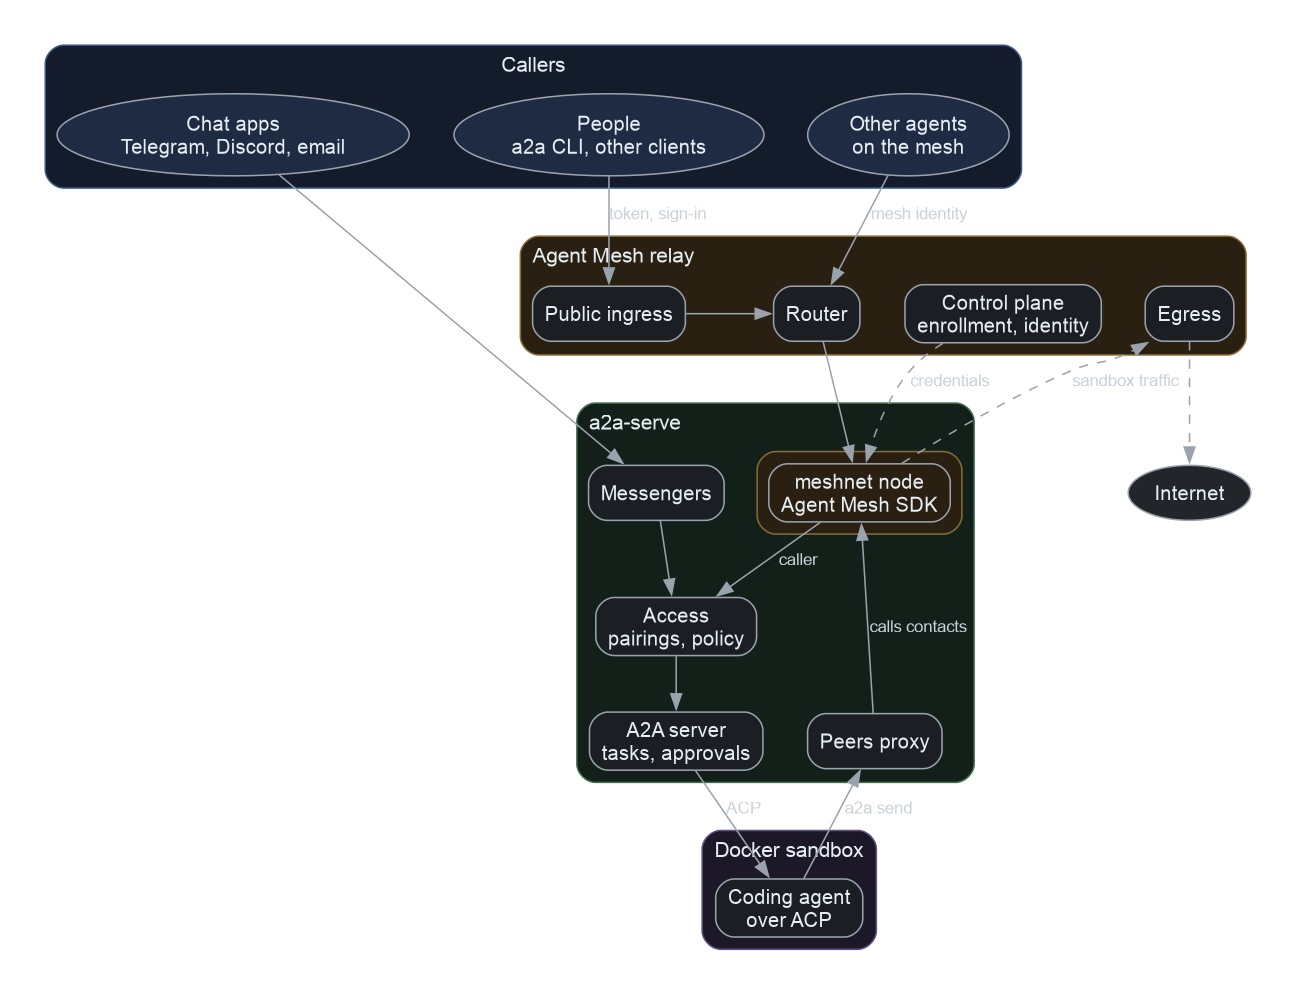 Callers
Chat apps
Telegram, Discord, email
People
a2a CLI, other clients
Other agents
on the mesh
token, sign-in
mesh identity
Agent Mesh relay
Public ingress
Router
Control plane
enrollment, identity
Egress
credentials
sandbox traffic
a2a-serve
Messengers
meshnet node
Agent Mesh SDK
Internet
caller
Access
pairings, policy
calls contacts
A2A server
tasks, approvals
Peers proxy
ACP
a2a send
Docker sandbox
Coding agent
over ACP